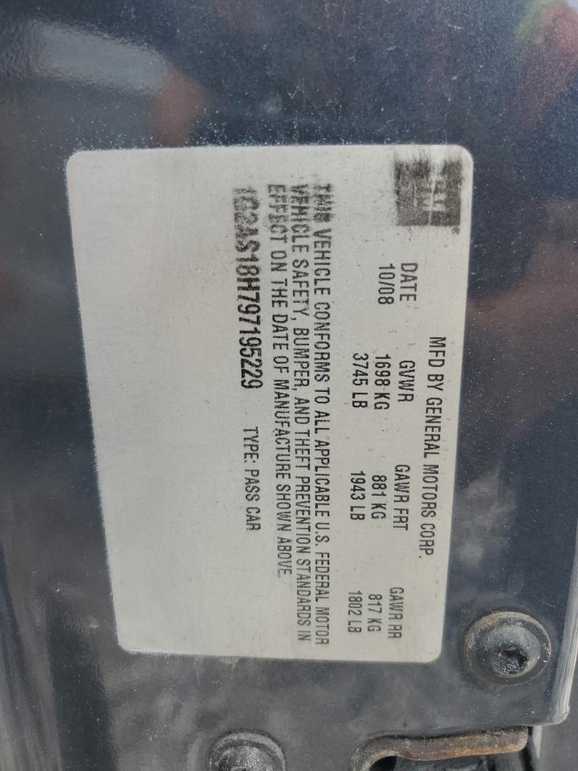 MFD BY GENERAL MOTORS CORP.
DATE GVWR GAWR FRT GAWR RR
10/08 1698 KG 881 KG 817 KG
3745 LB 1943 LB 1802 LB
THIS VEHICLE CONFORMS TO ALL APPLICABLE U.S. FEDERAL MOTOR
VEHICLE SAFETY, BUMPER, AND THEFT PREVENTION STANDARDS IN
EFFECT ON THE DATE OF MANUFACTURE SHOWN ABOVE.
1G2AS18H797195229 TYPE: PASS CAR